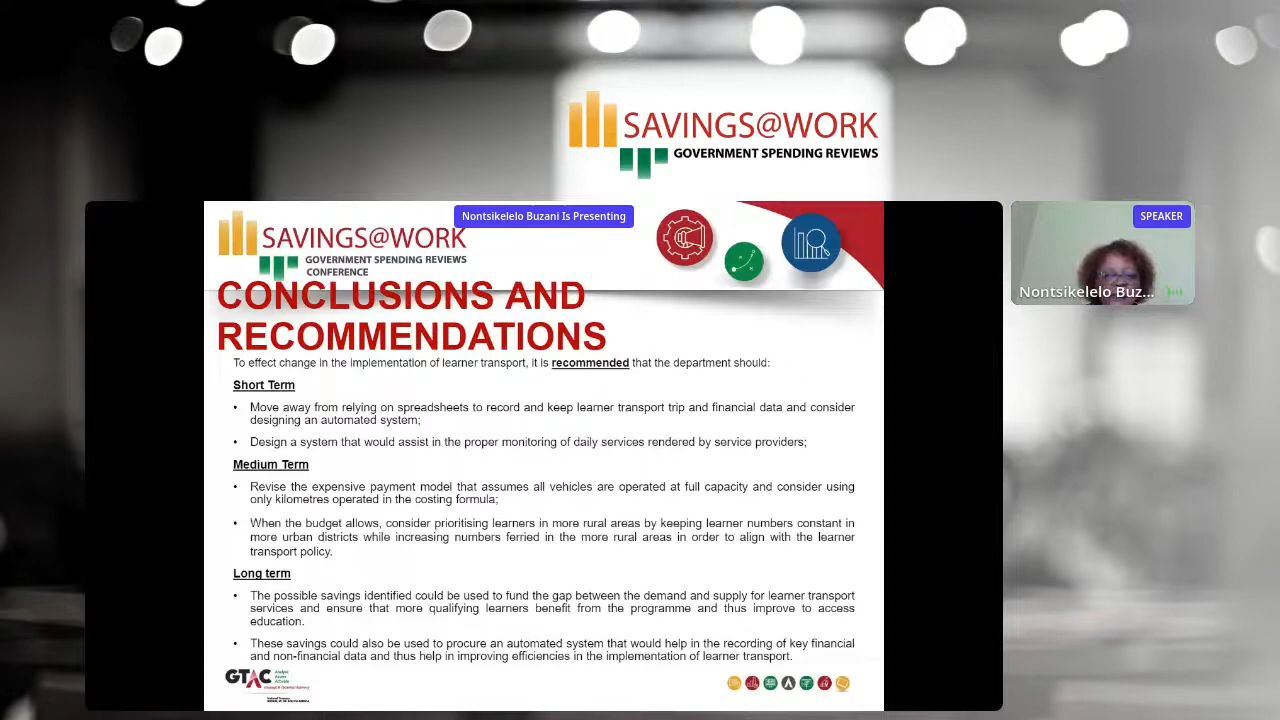 SAVINGS@WORK
GOVERNMENT SPENDING REVIEWS
Nontsikelelo Buzani Is Presenting
SPEAKER
SAVINGS@WORK
GOVERNMENT SPENDING REVIEWS
CONFERENCE
Nontsikelelo Buz...
CONCLUSIONS AND
RECOMMENDATIONS
To effect change in the implementation of learner transport, it is recommended that the department should:
Short Term
• Move away from relying on spreadsheets to record and keep learner transport trip and financial data and consider
designing an automated system;
• Design a system that would assist in the proper monitoring of daily services rendered by service providers;
Medium Term
• Revise the expensive payment model that assumes all vehicles are operated at full capacity and consider using
only kilometres operated in the costing formula;
• When the budget allows, consider prioritising learners in more rural areas by keeping learner numbers constant in
more urban districts while increasing numbers ferried in the more rural areas in order to align with the learner
transport policy.
Long term
• The possible savings identified could be used to fund the gap between the demand and supply for learner transport
services and ensure that more qualifying learners benefit from the programme and thus improve to access
education.
• These savings could also be used to procure an automated system that would help in the recording of key financial
and non-financial data and thus help in improving efficiencies in the implementation of learner transport.
GTAC